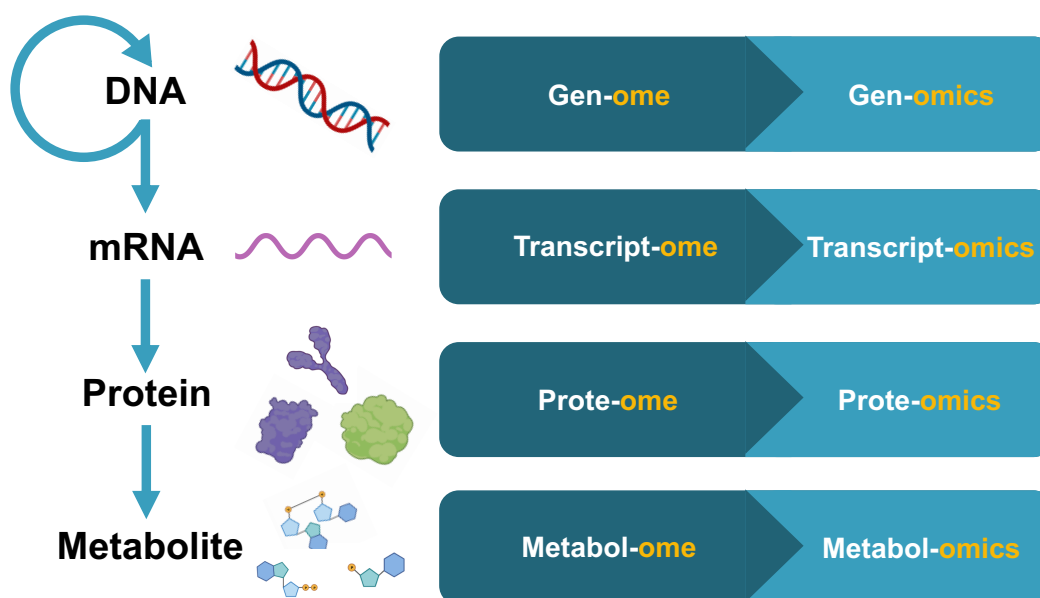 DNA
Gen-ome
Gen-omics
mRNA
Transcript-ome
Transcript-omics
Protein
Prote-ome
Prote-omics
Metabolite
Metabol-ome
Metabol-omics